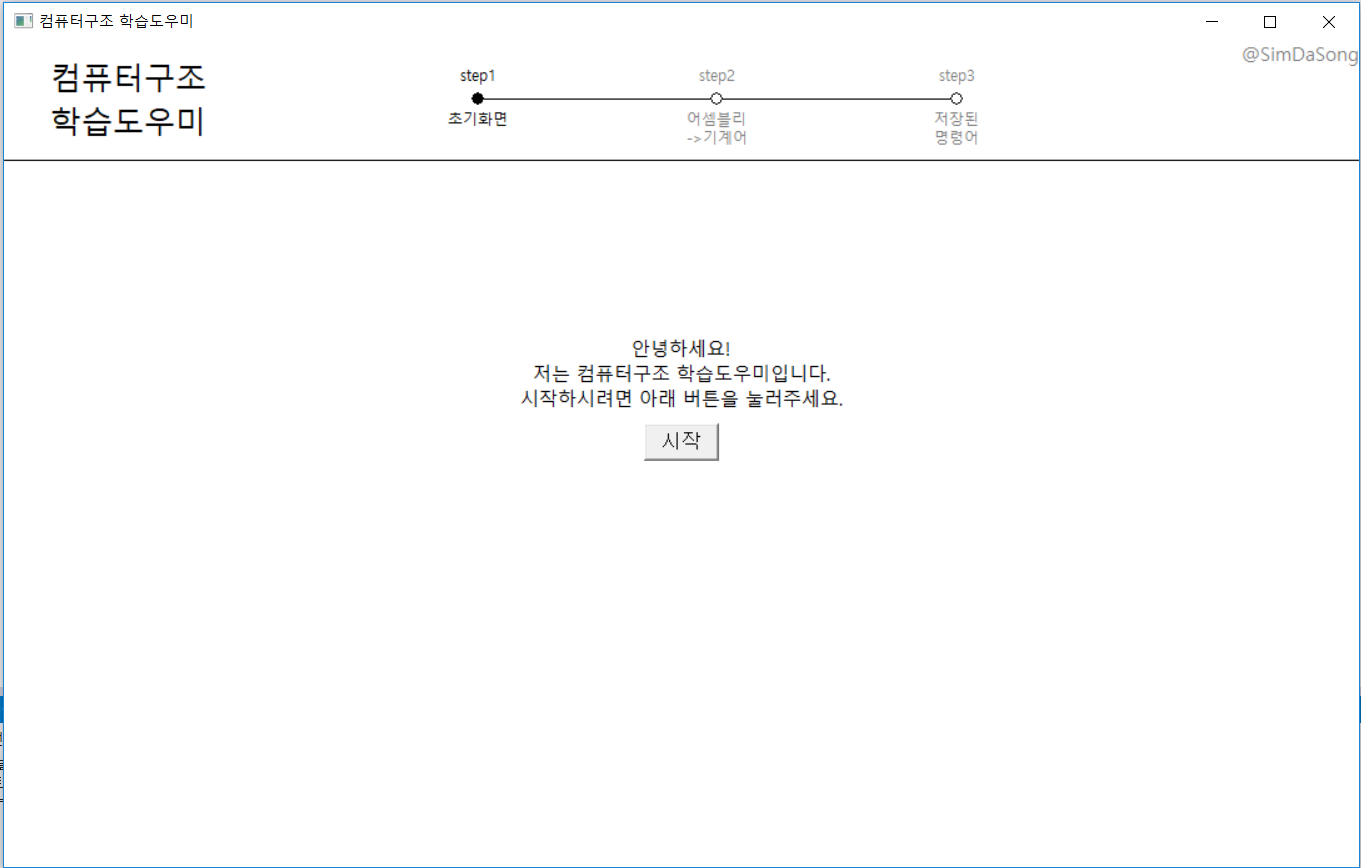 컴퓨터구조 학습도우미
@SimDaSong
컴퓨터구조
학습도우미
step1
초기화면
step2
어셈블리
->기계어
step3
저장된
명령어
안녕하세요!
저는 컴퓨터구조 학습도우미입니다.
시작하시려면 아래 버튼을 눌러주세요.
시작